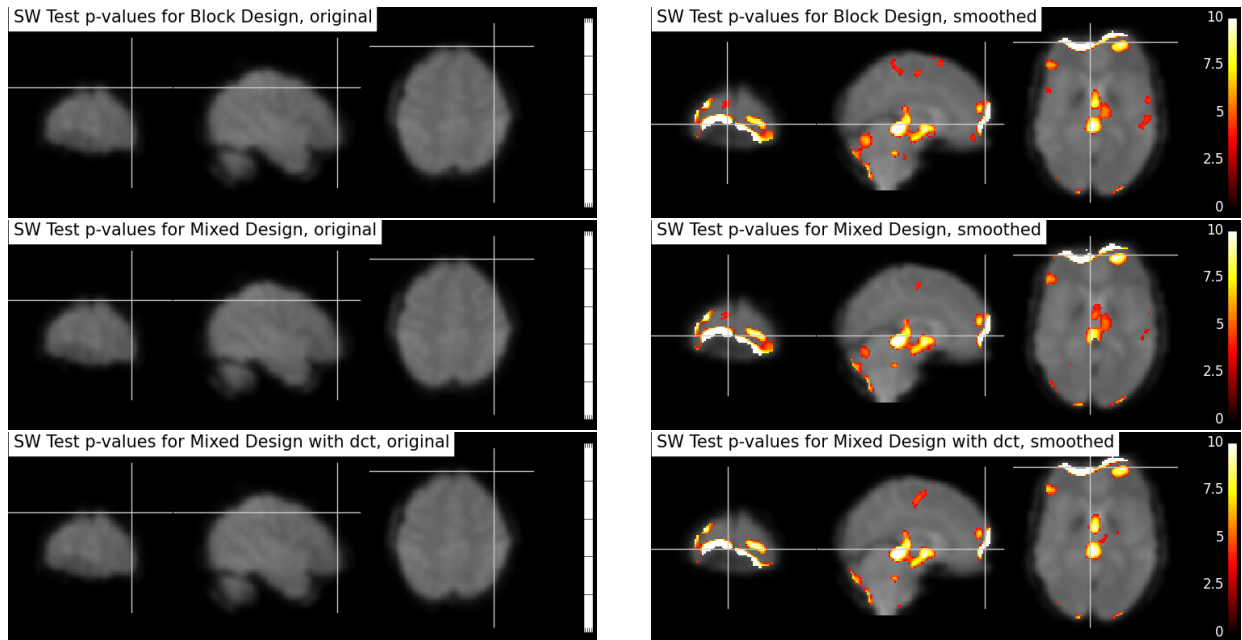 SW Test p-values for Block Design, original
SW Test p-values for Block Design, smoothed
10
7.5
5
2.5
0
SW Test p-values for Mixed Design, original
SW Test p-values for Mixed Design, smoothed
10
7.5
5
2.5
0
SW Test p-values for Mixed Design with dct, original
SW Test p-values for Mixed Design with dct, smoothed
10
7.5
5
2.5
0